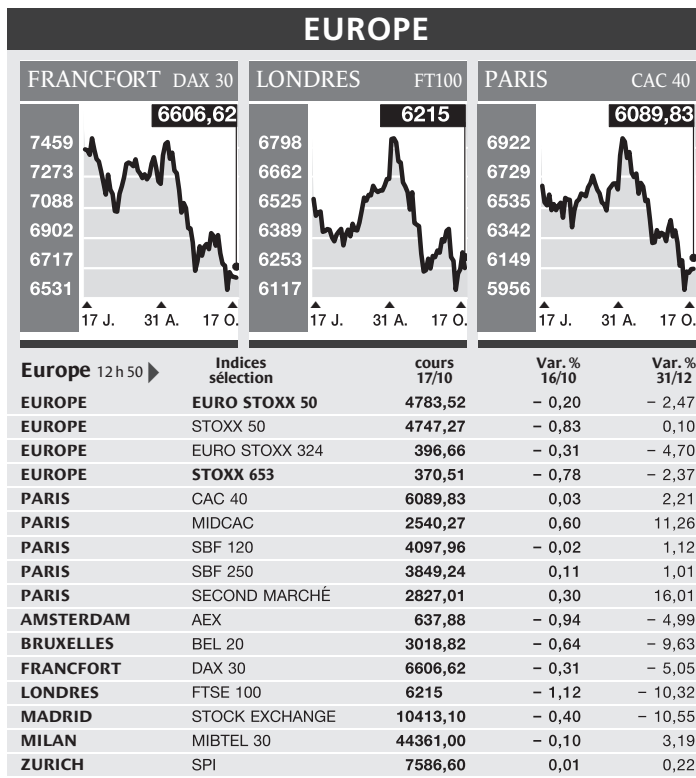 EUROPE
FRANCFORT DAX 30
6606,62
7459
7273
7088
6902
6717
6531
17 J. 31 A. 17 O.
LONDRES FT100
6215
6798
6662
6525
6389
6253
6117
17 J. 31 A. 17 O.
PARIS CAC 40
6089,83
6922
6729
6535
6342
6149
5956
17 J. 31 A. 17 O.
Europe 12 h 50 Indices sélection cours 17/10 Var. % 16/10 Var. % 31/12
EUROPE EURO STOXX 50 4783,52 – 0,20 – 2,47
EUROPE STOXX 50 4747,27 – 0,83 0,10
EUROPE EURO STOXX 324 396,66 – 0,31 – 4,70
EUROPE STOXX 653 370,51 – 0,78 – 2,37
PARIS CAC 40 6089,83 0,03 2,21
PARIS MIDCAC 2540,27 0,60 11,26
PARIS SBF 120 4097,96 – 0,02 1,12
PARIS SBF 250 3849,24 0,11 1,01
PARIS SECOND MARCHÉ 2827,01 0,30 16,01
AMSTERDAM AEX 637,88 – 0,94 – 4,99
BRUXELLES BEL 20 3018,82 – 0,64 – 9,63
FRANCFORT DAX 30 6606,62 – 0,31 – 5,05
LONDRES FTSE 100 6215 – 1,12 – 10,32
MADRID STOCK EXCHANGE 10413,10 – 0,40 – 10,55
MILAN MIBTEL 30 44361,00 – 0,10 3,19
ZURICH SPI 7586,60 0,01 0,22